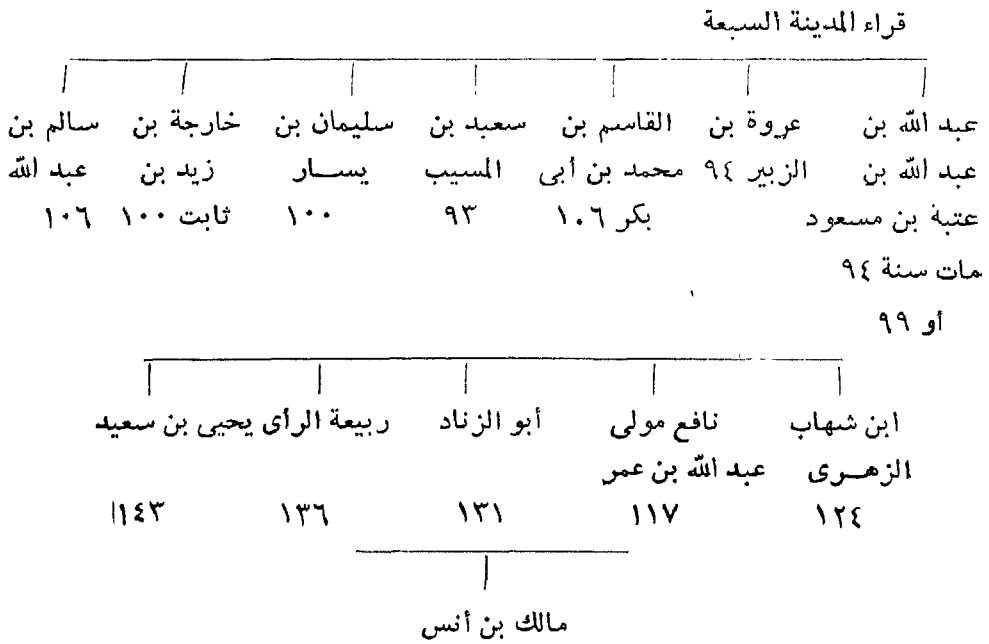 قراء المدينة السبعة
عبد الله بن عروة بن القاسم بن سعيد بن سليمان بن خارجة بن سالم بن
عبد الله بن الزبير ٩٤ محمد بن أبى المسيب يســار زيد بن عبد الله
عتبة بن مسعود بكر ١٠٦ ٩٣ ١٠٠ ثابت ١٠٠ ١٠٦
مات سنة ٩٤
أو ٩٩
ابن شهاب نافع مولى أبو الزناد ربيعة الرأى يحيى بن سعيد
الزهــرى عبد الله بن عمر
١٢٤ ١١٧ ١٣١ ١٣٦ ١٤٣
مالك بن أنس